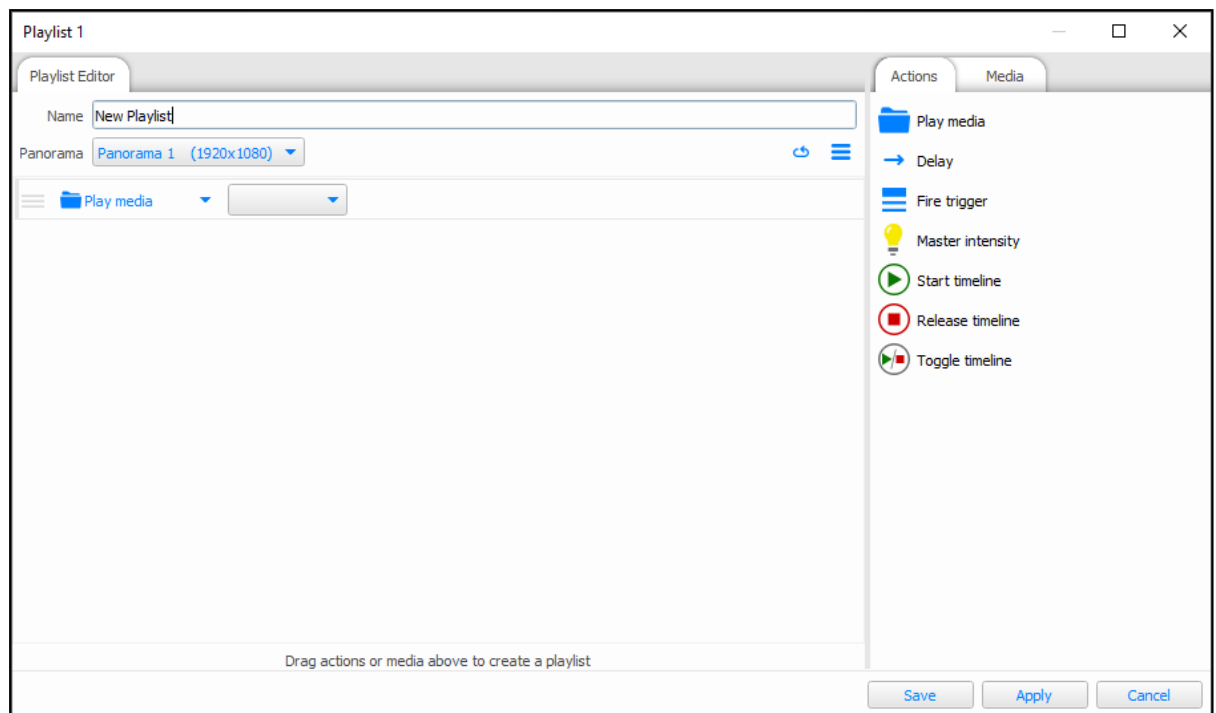 Playlist 1
Playlist Editor
Actions Media
Name New Playlist
Panorama Panorama 1 (1920x1080)
Play media
Play media
Delay
Fire trigger
Master intensity
Start timeline
Release timeline
Toggle timeline
Drag actions or media above to create a playlist
Save Apply Cancel